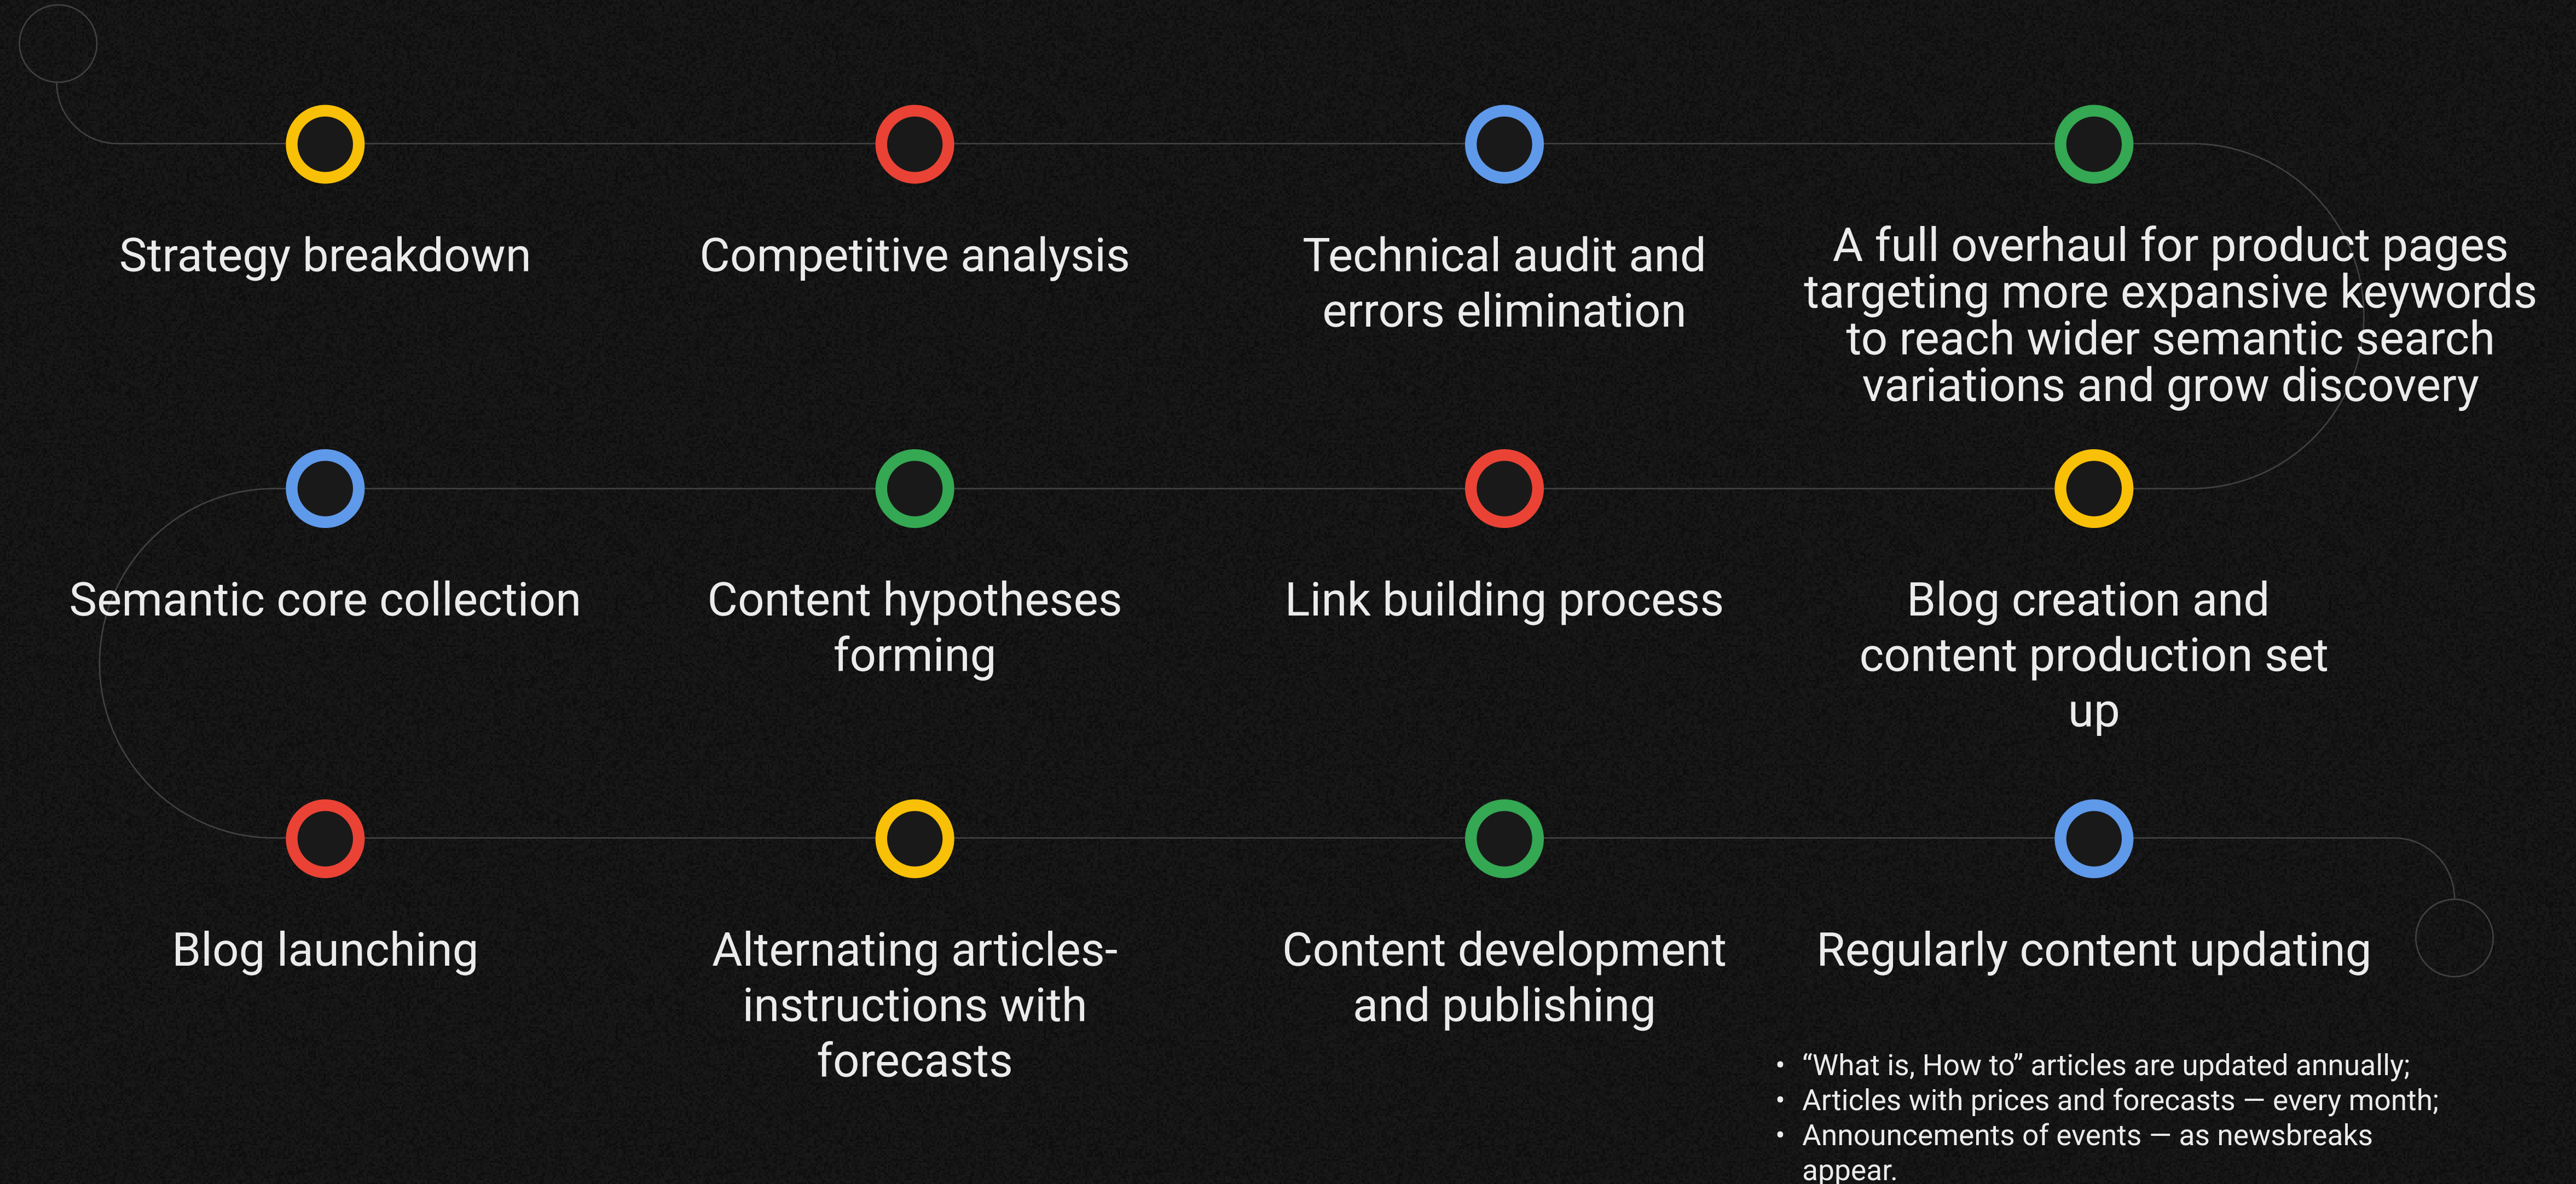 Strategy breakdown
Competitive analysis
Technical audit and
errors elimination
A full overhaul for product pages
targeting more expansive keywords
to reach wider semantic search
variations and grow discovery
Semantic core collection
Content hypotheses
forming
Link building process
Blog creation and
content production set
up
Blog launching
Alternating articles-
instructions with
forecasts
Content development
and publishing
Regularly content updating
• “What is, How to” articles are updated annually;
• Articles with prices and forecasts — every month;
• Announcements of events — as newsbreaks
appear.